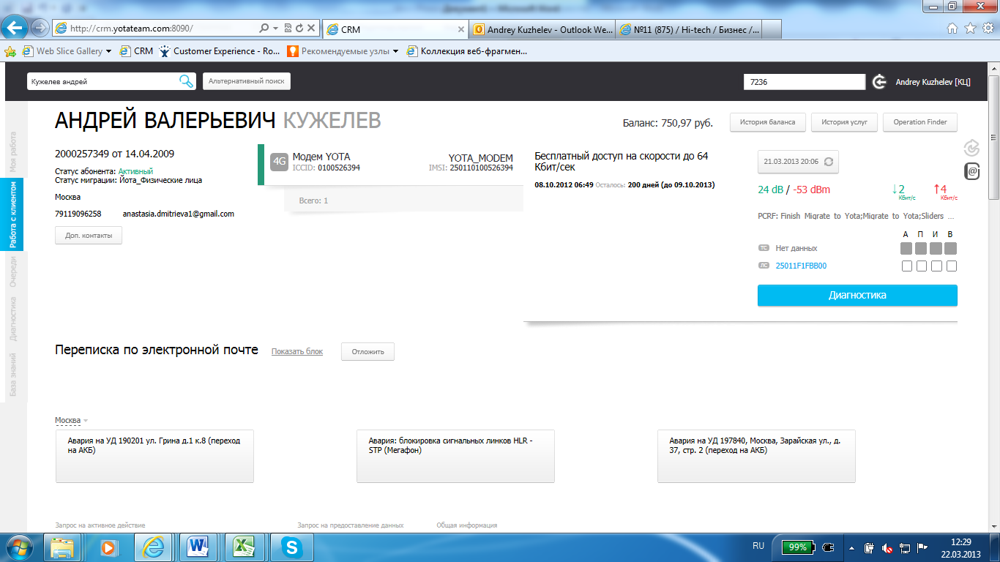 http://crm.yotateam.com:8090/
CRM
Andrey Kuzhelev - Outlook We...
№11 (875) / Hi-tech / Бизнес /...
Web Slice Gallery
CRM
Customer Experience - Ro...
Рекомендуемые узлы
Коллекция веб-фрагмен...
Кужелев андрей
Альтернативный поиск
7236
Andrey Kuzhelev [КЦ]
Моя работа
Работа с клиентом
Очереди
Диагностика
База знаний
АНДРЕЙ ВАЛЕРЬЕВИЧ КУЖЕЛЕВ
Баланс: 750,97 руб.
История баланса
История услуг
Operation Finder
2000257349 от 14.04.2009
Статус абонента: Активный
Статус миграции: Йота_Физические лица
Москва
79119096258 anastasia.dmitrieva1@gmail.com
Доп. контакты
4G
Модем YOTA
YOTA_MODEM
ICCID: 0100526394
IMSI: 250110100526394
Всего: 1
Бесплатный доступ на скорости до 64
Кбит/сек
08.10.2012 06:49 Осталось: 200 дней (до 09.10.2013)
21.03.2013 20:06
24 dB / -53 dBm
↓2
Кбит/с
↑4
Кбит/с
PCRF: Finish Migrate to Yota;Migrate to Yota;Sliders ...
А П И В
ТС Нет данных
ЛС 25011F1FBB00
Диагностика
Переписка по электронной почте
Показать блок
Отложить
Москва
Авария на УД 190201 ул. Грина д.1 к.8 (переход
на АКБ)
Авария: блокировка сигнальных линков HLR -
STP (Мегафон)
Авария на УД 197840, Москва, Зарайская ул., д.
37, стр. 2 (переход на АКБ)
Запрос на активное действие
Запрос на предоставление данных
Общая информация
RU
99%
12:29
22.03.2013